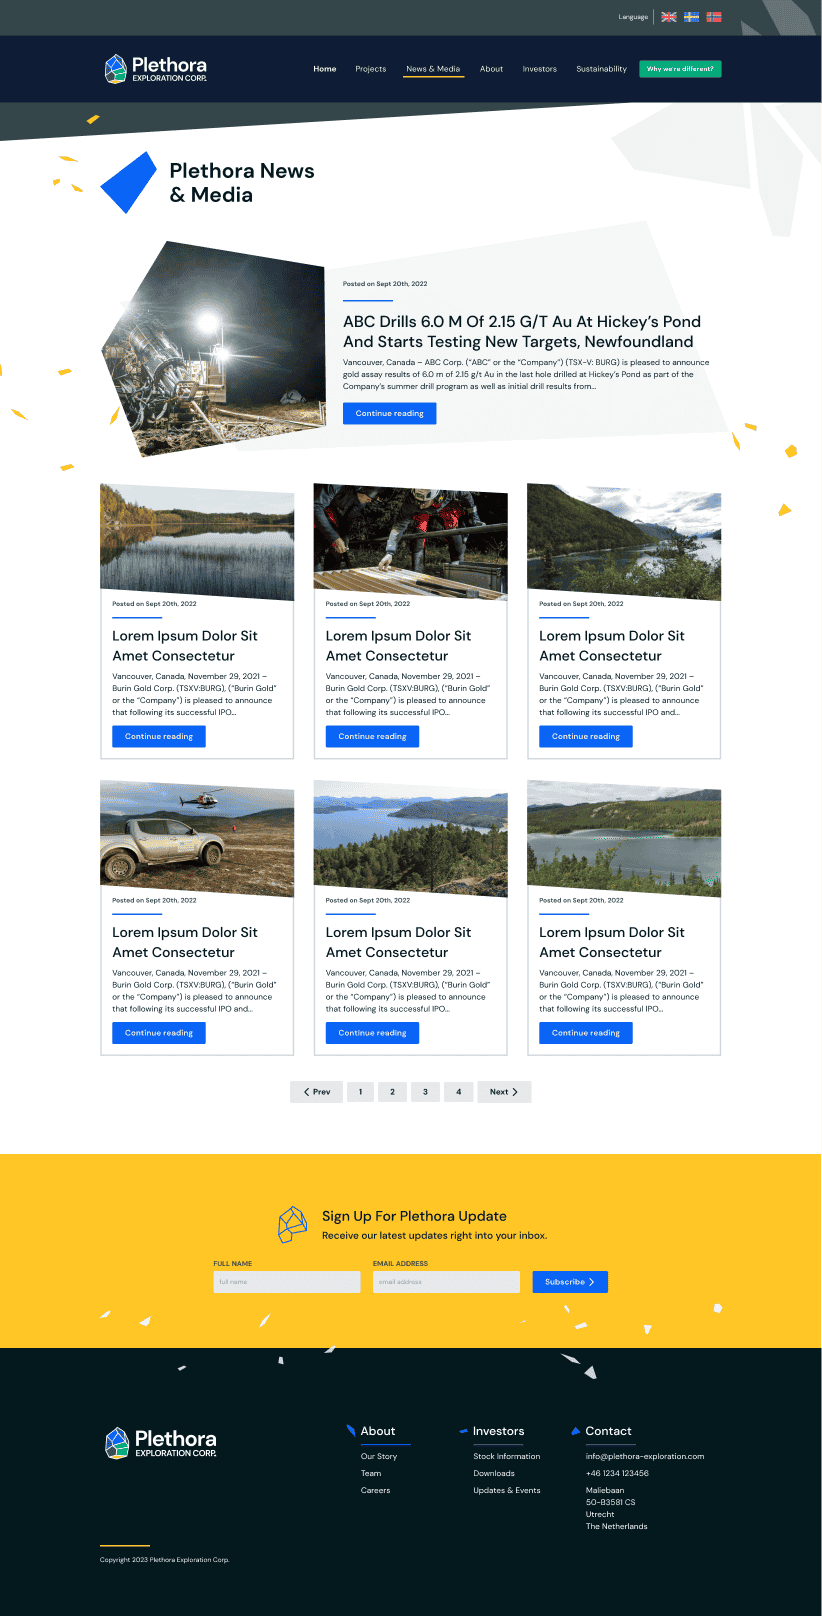 Language
Plethora
EXPLORATION CORP.
Home
Projects
News & Media
About
Investors
Sustainability
Why we're different?
Plethora News
& Media
Posted on Sept 20th, 2022
ABC Drills 6.0 M Of 2.15 G/T Au At Hickey's Pond
And Starts Testing New Targets, Newfoundland
Vancouver, Canada – ABC Corp. ("ABC" or the "Company") (TSX-V: BURG) is pleased to announce
gold assay results of 6.0 m of 2.15 g/t Au in the last hole drilled at Hickey's Pond as part of the
Company's summer drill program as well as initial drill results from...
Continue reading
Posted on Sept 20th, 2022
Lorem Ipsum Dolor Sit
Amet Consectetur
Vancouver, Canada, November 29, 2021 –
Burin Gold Corp. (TSXV:BURG), ("Burin Gold"
or the "Company") is pleased to announce
that following its successful IPO...
Continue reading
Posted on Sept 20th, 2022
Lorem Ipsum Dolor Sit
Amet Consectetur
Vancouver, Canada, November 29, 2021 –
Burin Gold Corp. (TSXV:BURG), ("Burin Gold"
or the "Company") is pleased to announce
that following its successful IPO...
Continue reading
Posted on Sept 20th, 2022
Lorem Ipsum Dolor Sit
Amet Consectetur
Vancouver, Canada, November 29, 2021 –
Burin Gold Corp. (TSXV:BURG), ("Burin Gold"
or the "Company") is pleased to announce
that following its successful IPO and...
Continue reading
Posted on Sept 20th, 2022
Lorem Ipsum Dolor Sit
Amet Consectetur
Vancouver, Canada, November 29, 2021 –
Burin Gold Corp. (TSXV:BURG), ("Burin Gold"
or the "Company") is pleased to announce
that following its successful IPO and...
Continue reading
Posted on Sept 20th, 2022
Lorem Ipsum Dolor Sit
Amet Consectetur
Vancouver, Canada, November 29, 2021 –
Burin Gold Corp. (TSXV:BURG), ("Burin Gold"
or the "Company") is pleased to announce
that following its successful IPO...
Continue reading
Posted on Sept 20th, 2022
Lorem Ipsum Dolor Sit
Amet Consectetur
Vancouver, Canada, November 29, 2021 –
Burin Gold Corp. (TSXV:BURG), ("Burin Gold"
or the "Company") is pleased to announce
that following its successful IPO...
Continue reading
Prev
1
2
3
4
Next
Sign Up For Plethora Update
Receive our latest updates right into your inbox.
FULL NAME
full name
EMAIL ADDRESS
email address
Subscribe
Plethora
EXPLORATION CORP.
About
Our Story
Team
Careers
Investors
Stock Information
Downloads
Updates & Events
Contact
info@plethora-exploration.com
+46 1234 123456
Maliebaan
50-B3581 CS
Utrecht
The Netherlands
Copyright 2023 Plethora Exploration Corp.